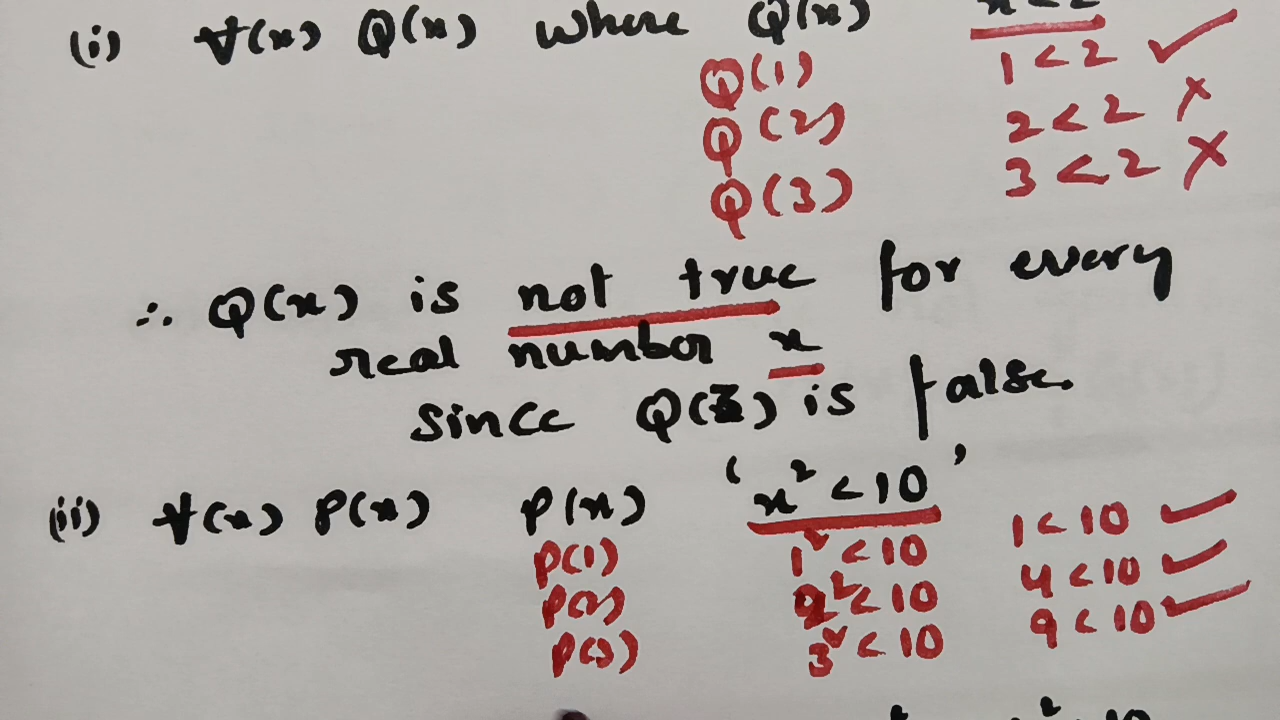 (i) ∀(x) Q(x) where Q(x) x<2
Q(1) 1<2 ✓
Q(2) 2<2 ✗
Q(3) 3<2 ✗
∴ Q(x) is not true for every
real number x
since Q(3) is false.
(ii) ∀(x) P(x) P(x) ‘x²<10’
P(1) 1²<10 1<10 ✓
P(2) 2²<10 4<10 ✓
P(3) 3²<10 9<10 ✓